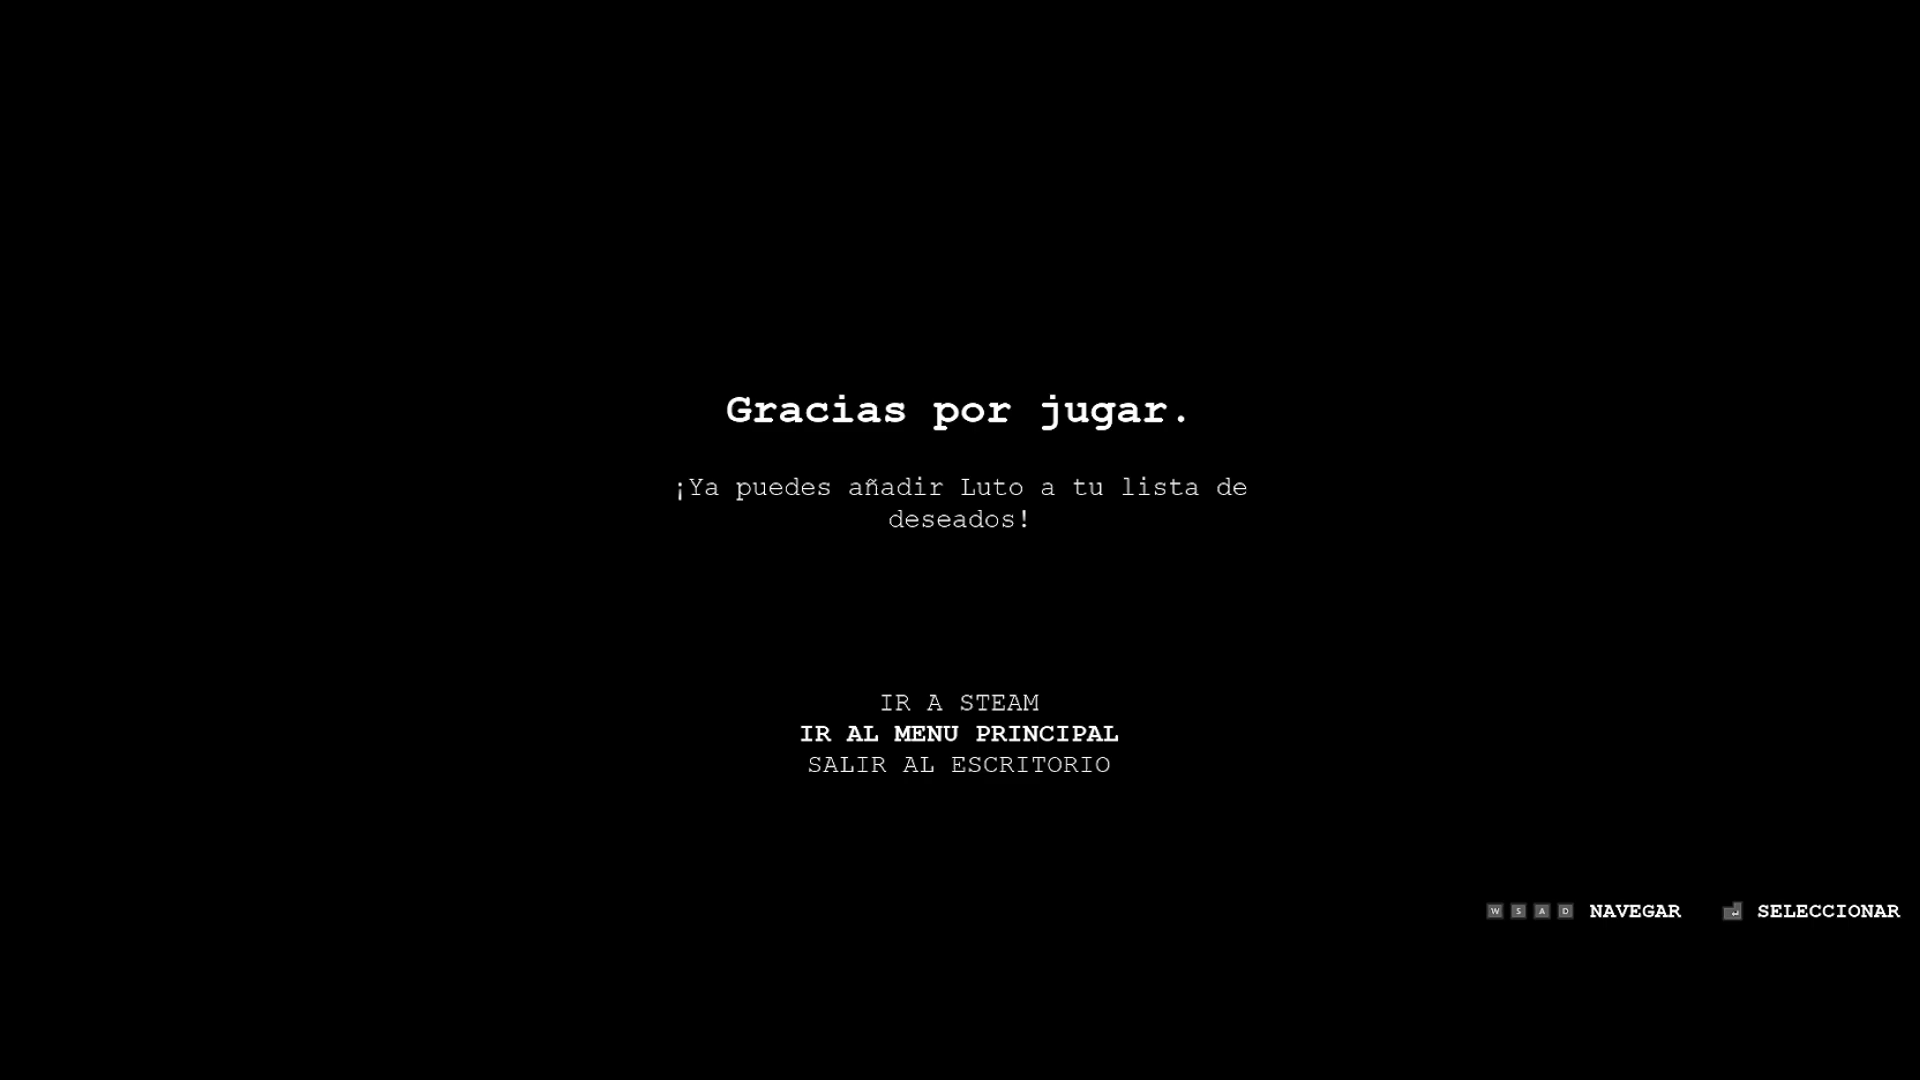 Gracias por jugar.
¡Ya puedes añadir Luto a tu lista de
deseados!
IR A STEAM
IR AL MENU PRINCIPAL
SALIR AL ESCRITORIO
W S A D NAVEGAR SELECCIONAR